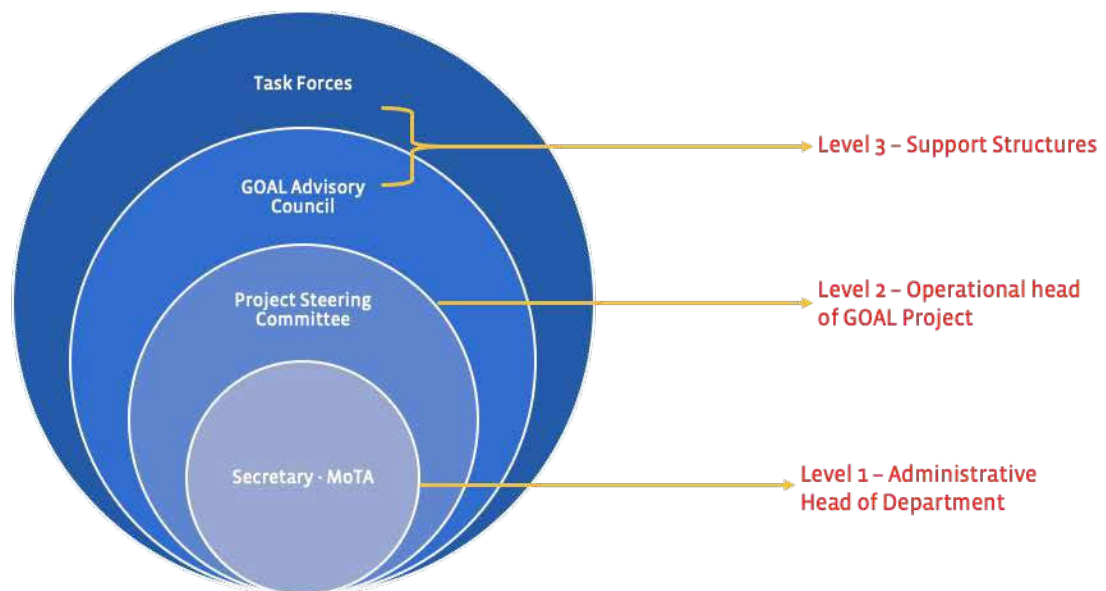 Task Forces
Level 3 – Support Structures
GOAL Advisory
Council
Project Steering
Committee
Level 2 – Operational head
of GOAL Project
Secretary - MoTA
Level 1 – Administrative
Head of Department